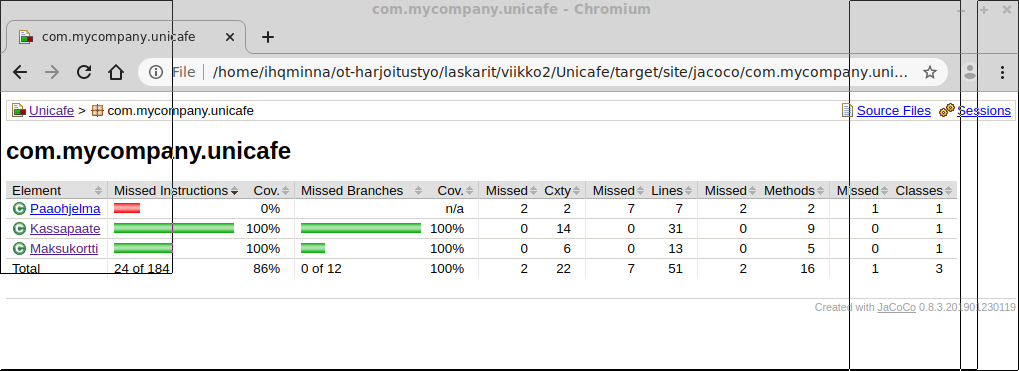 com.mycompany.unicafe - Chromium
com.mycompany.unicafe
File /home/ihqminna/ot-harjoitustyo/laskarit/viikko2/Unicafe/target/site/jacoco/com.mycompany.uni...
Unicafe > com.mycompany.unicafe Source Files Sessions
com.mycompany.unicafe
Element Missed Instructions Cov. Missed Branches Cov. Missed Cxty Missed Lines Missed Methods Missed Classes
Paaohjelma 0% n/a 2 2 7 7 2 2 1 1
Kassapaate 100% 100% 0 14 0 31 0 9 0 1
Maksukortti 100% 100% 0 6 0 13 0 5 0 1
Total 24 of 184 86% 0 of 12 100% 2 22 7 51 2 16 1 3
Created with JaCoCo 0.8.3.201901230119